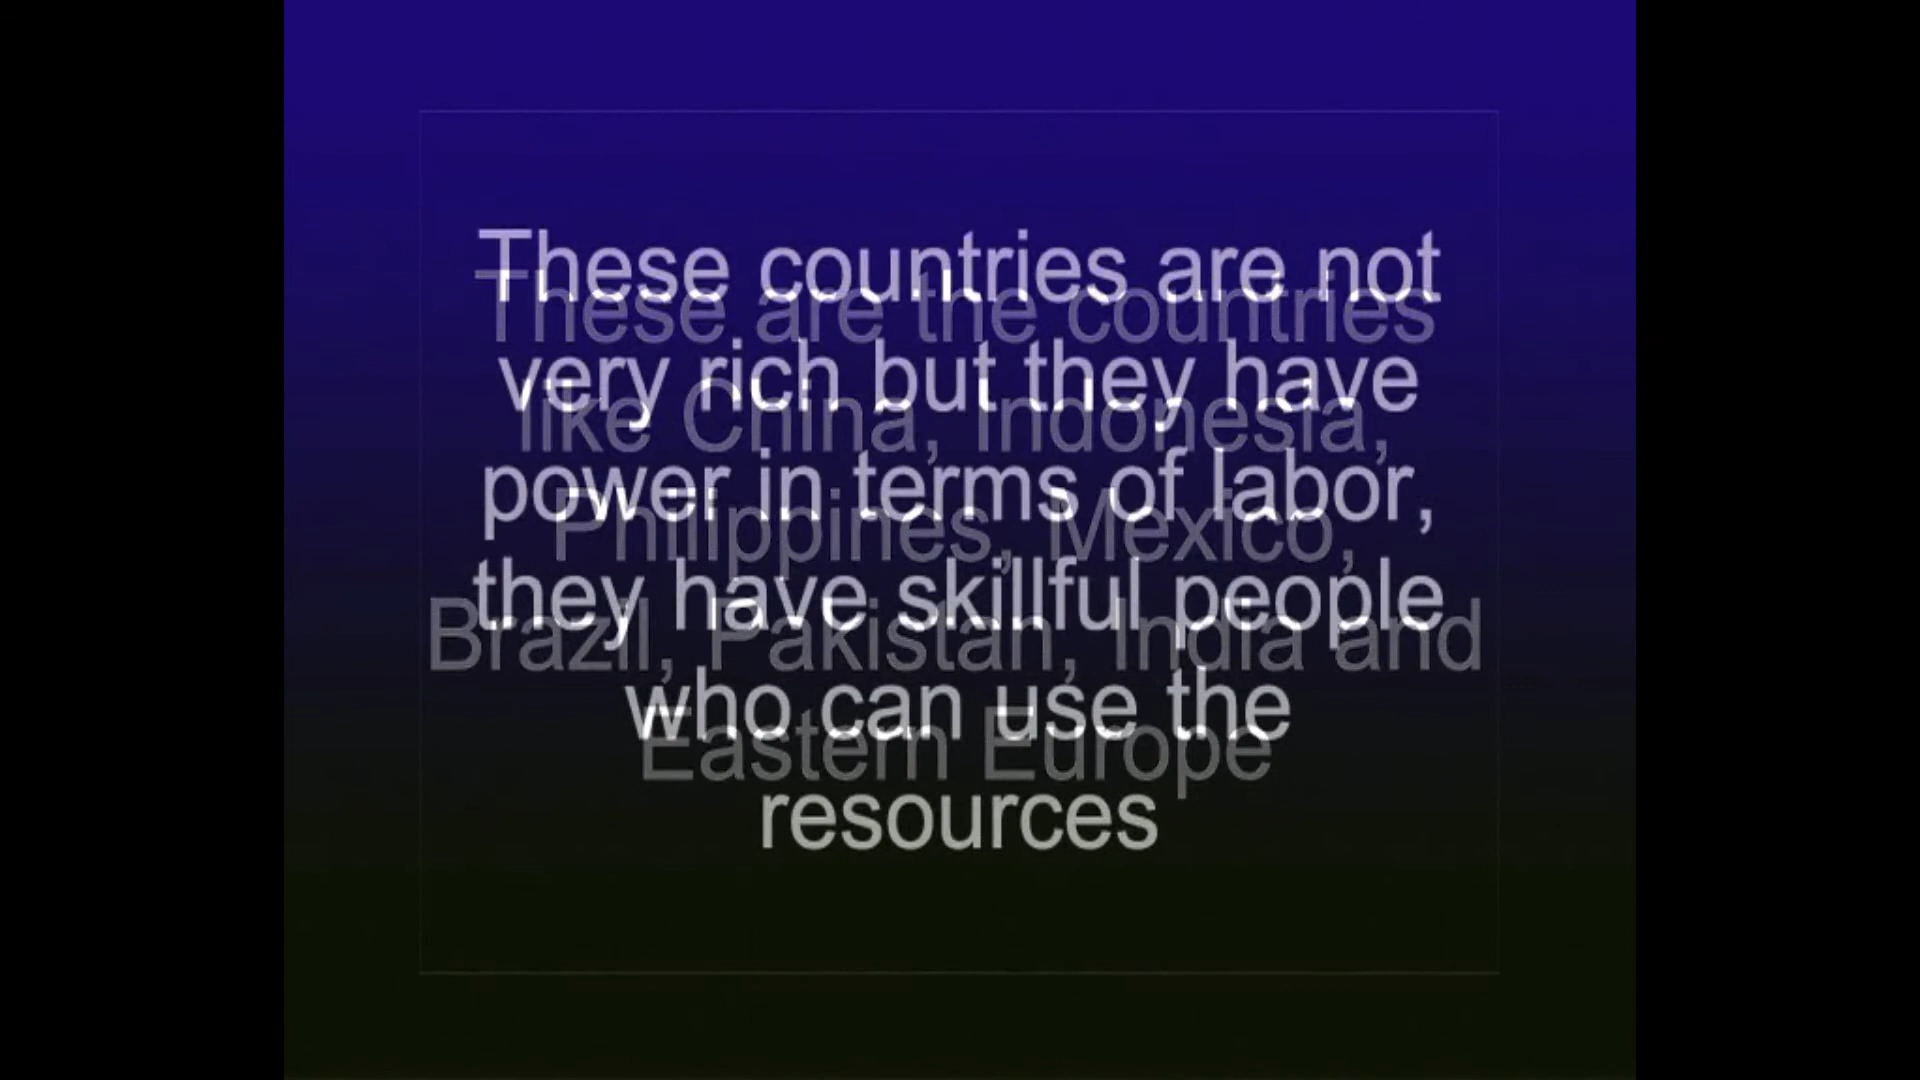 These countries are not
very rich but they have
power in terms of labor,
they have skillful people
who can use the
resources
These are the countries
like China, Indonesia,
Philippines, Mexico,
Brazil, Pakistan, India and
Eastern Europe